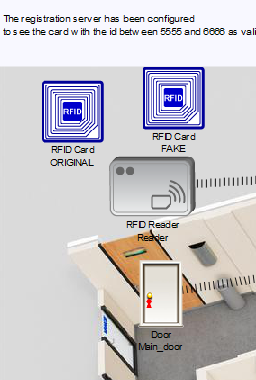 The registration server has been configured
to see the card with the id between 5555 and 6666 as vali
RFID
RFID
RFID Card
ORIGINAL
RFID Card
FAKE
RFID Reader
Reader
Door
Main_door